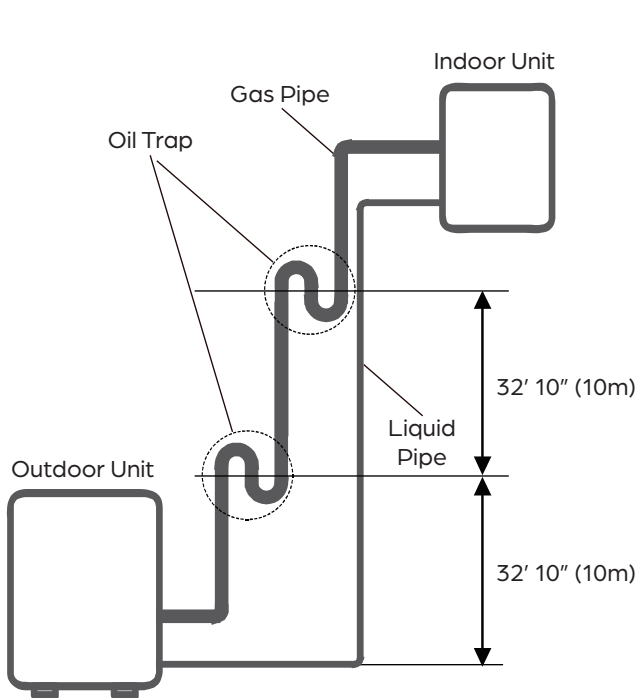 Indoor Unit
Gas Pipe
Oil Trap
32’ 10” (10m)
Liquid
Pipe
Outdoor Unit
32’ 10” (10m)